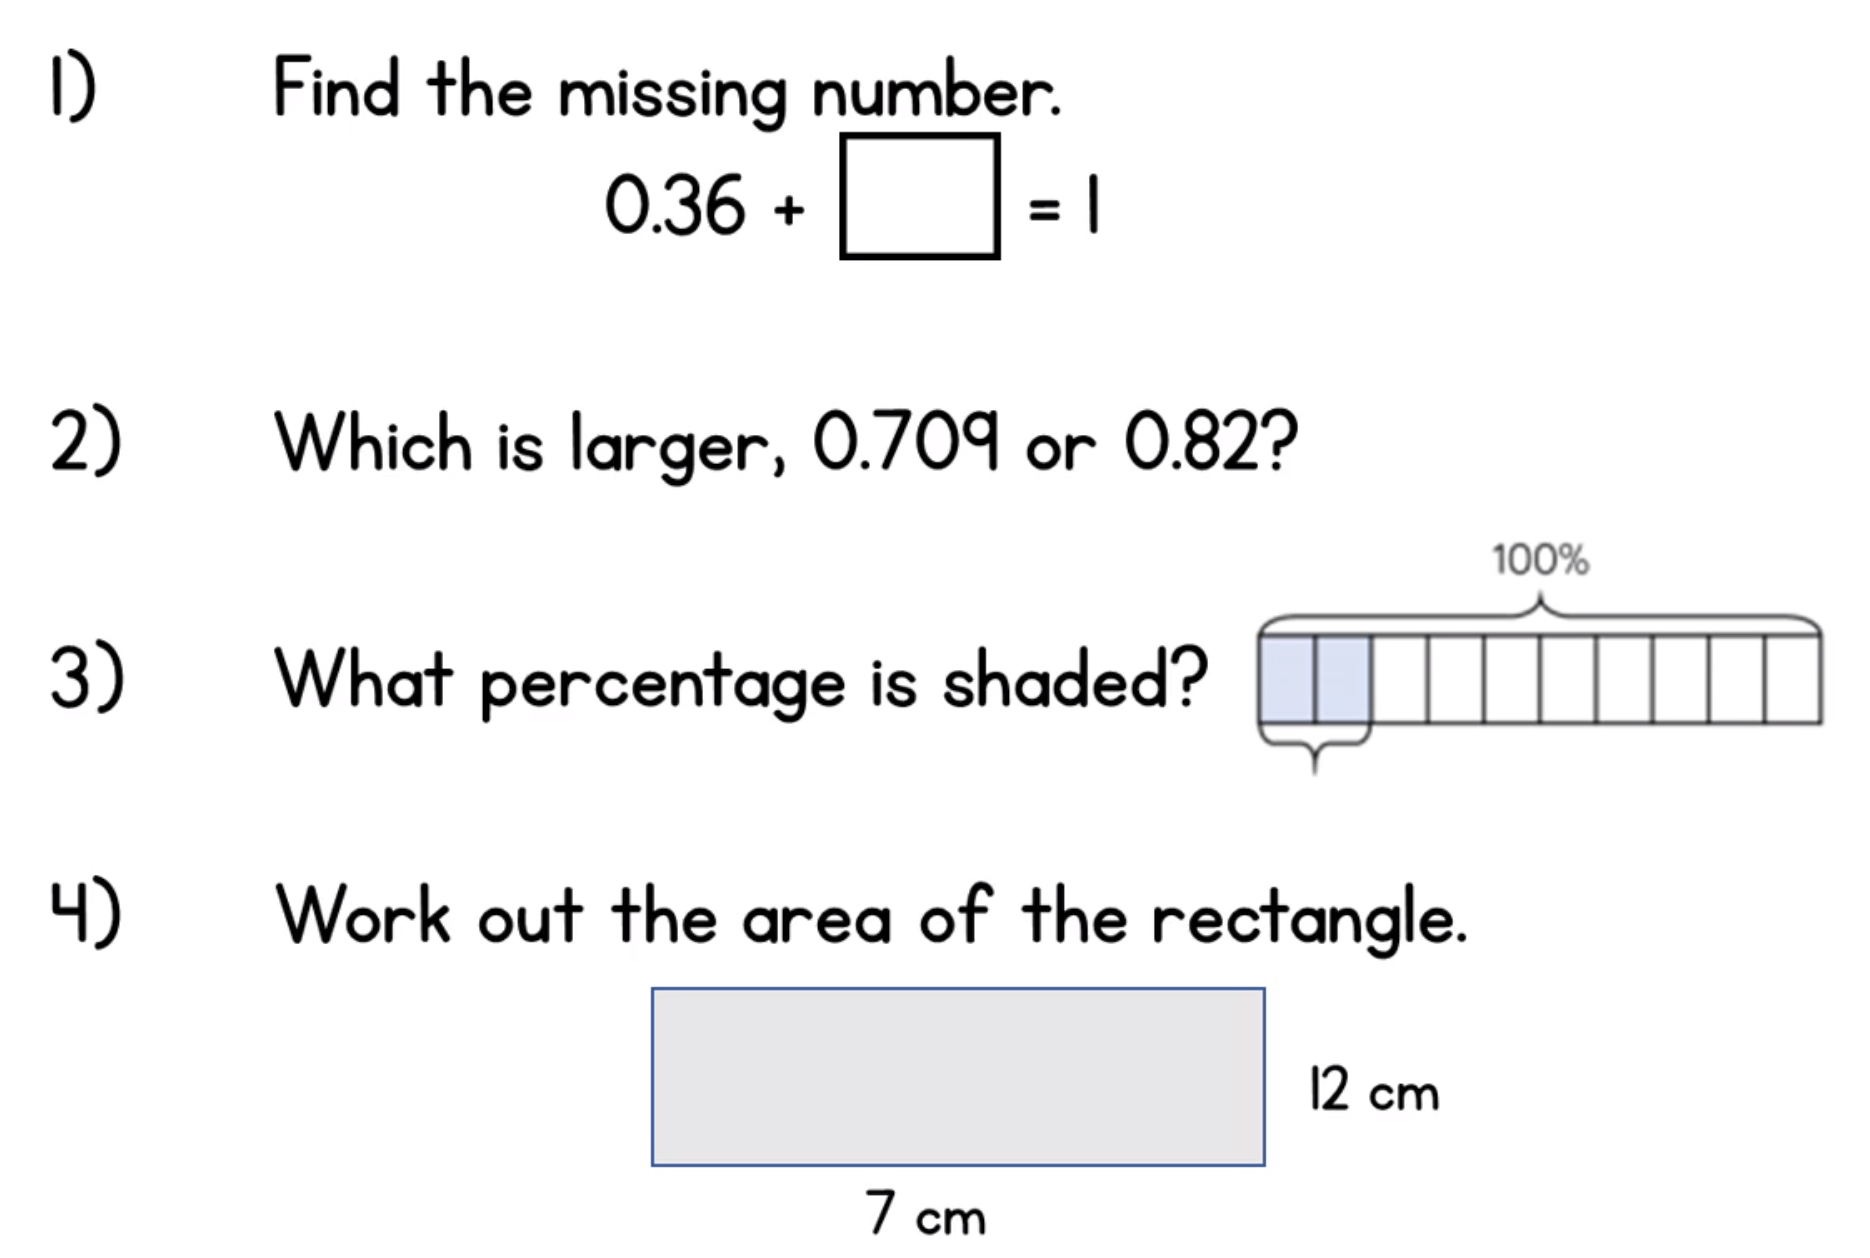 1) Find the missing number.
0.36 + = 1
2) Which is larger, 0.709 or 0.82?
100%
3) What percentage is shaded?
4) Work out the area of the rectangle.
12 cm
7 cm